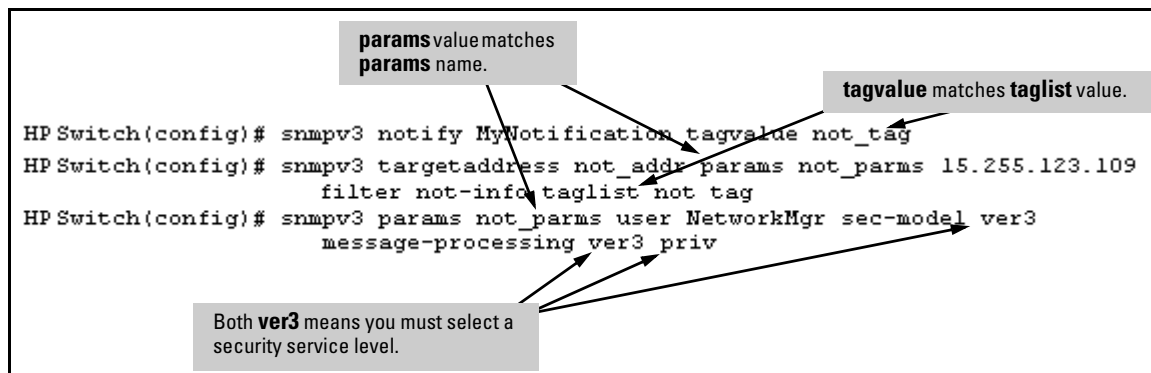 params value matches
params name.
tagvalue matches taglist value.
HP Switch(config)# snmpv3 notify MyNotification tagvalde not_tag
HP Switch(config)# snmpv3 targetaddress not_addr params not_parms 15.255.123.109
filter not-info taglist not tag
HP Switch(config)# snmpv3 params not_parms user NetworkMgr sec-model ver3
message-processing ver3 priv
Both ver3 means you must select a
security service level.